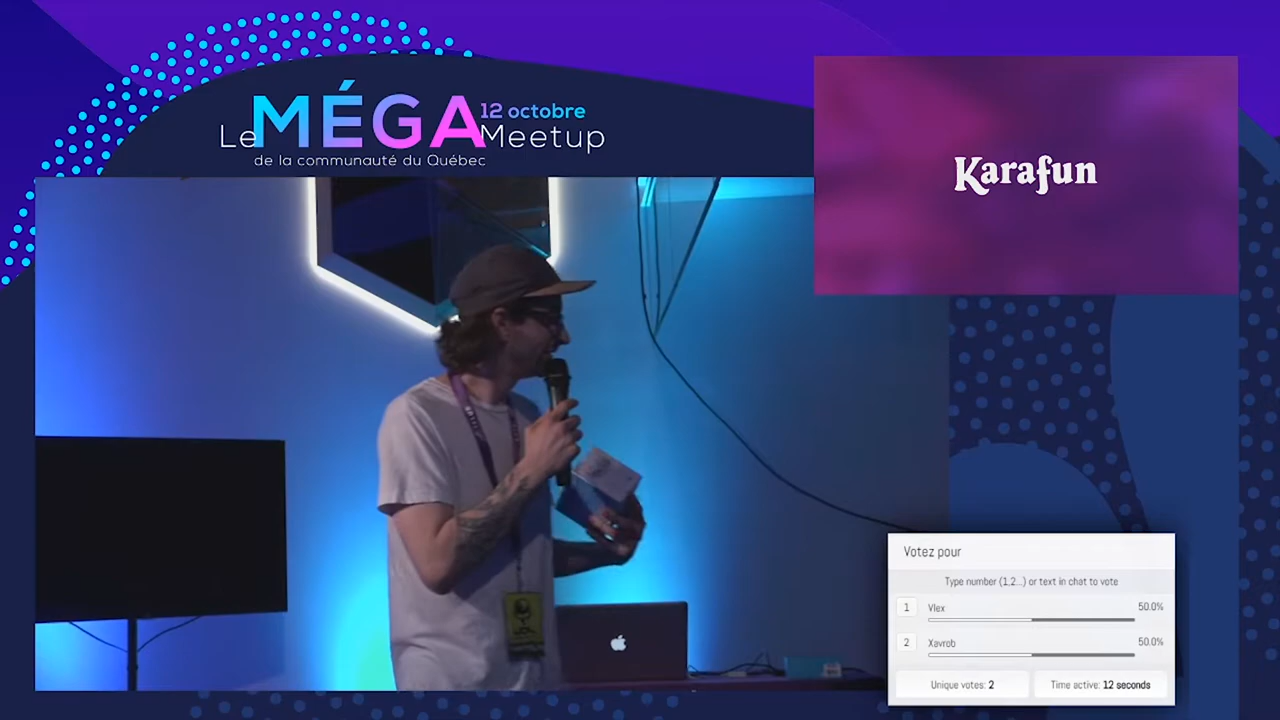 12 octobre
Le MÉGA Meetup
de la communauté du Québec
Karafun
Votez pour
Type number (1,2...) or text in chat to vote
1 Vlex 50.0%
2 Xavrob 50.0%
Unique votes: 2 Time active: 12 seconds